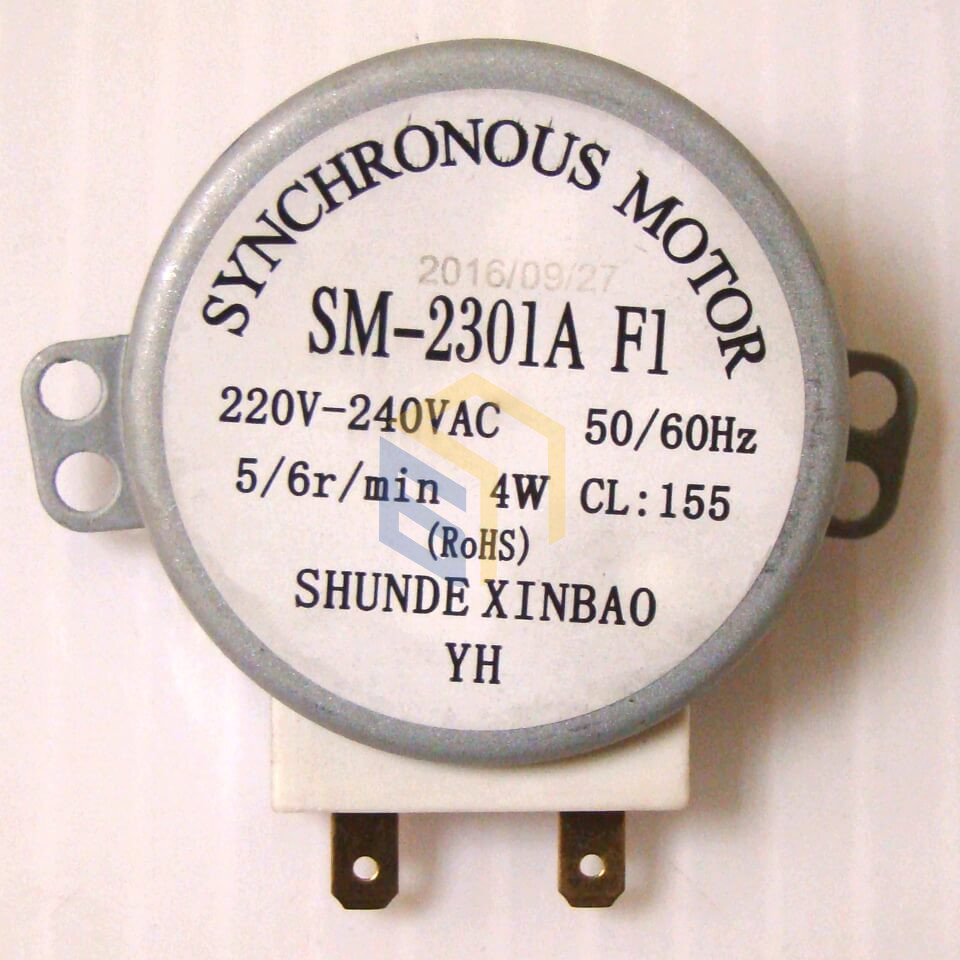 SYNCHRONOUS MOTOR
2016/09/27
SM-2301A F1
220V-240VAC 50/60Hz
5/6r/min 4W CL:155
(RoHS)
SHUNDE XINBAO
YH